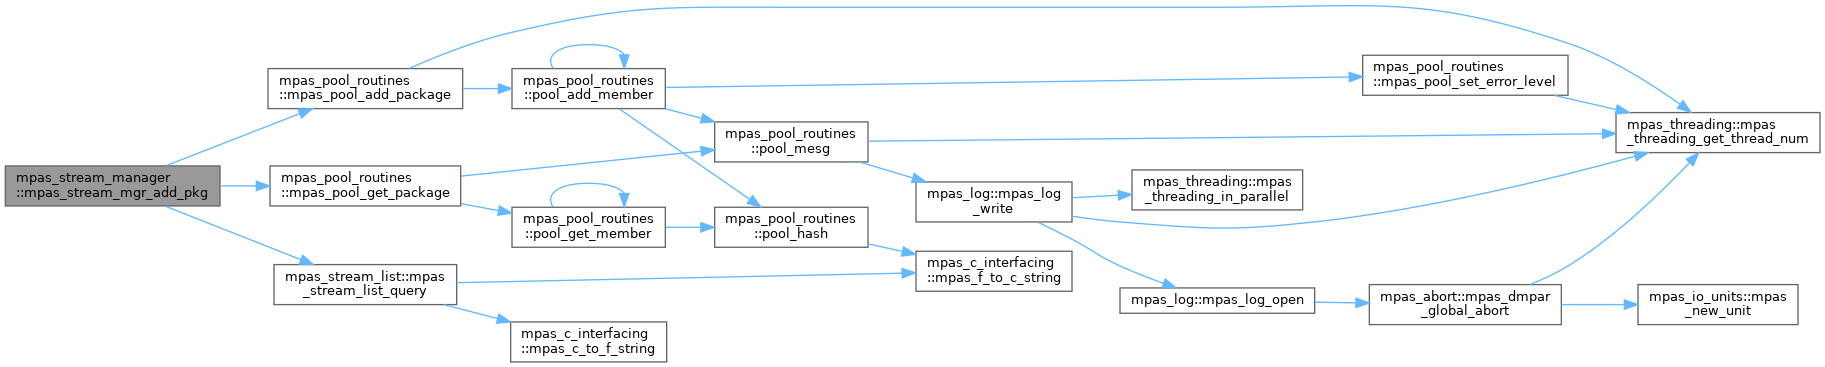 mpas_stream_manager
::mpas_stream_mgr_add_pkg
mpas_pool_routines
::mpas_pool_add_package
mpas_pool_routines
::mpas_pool_get_package
mpas_stream_list::mpas
_stream_list_query
mpas_pool_routines
::pool_add_member
mpas_pool_routines
::pool_get_member
mpas_c_interfacing
::mpas_c_to_f_string
mpas_pool_routines
::pool_mesg
mpas_pool_routines
::pool_hash
mpas_log::mpas_log
_write
mpas_c_interfacing
::mpas_f_to_c_string
mpas_threading::mpas
_threading_in_parallel
mpas_log::mpas_log_open
mpas_pool_routines
::mpas_pool_set_error_level
mpas_abort::mpas_dmpar
_global_abort
mpas_threading::mpas
_threading_get_thread_num
mpas_io_units::mpas
_new_unit